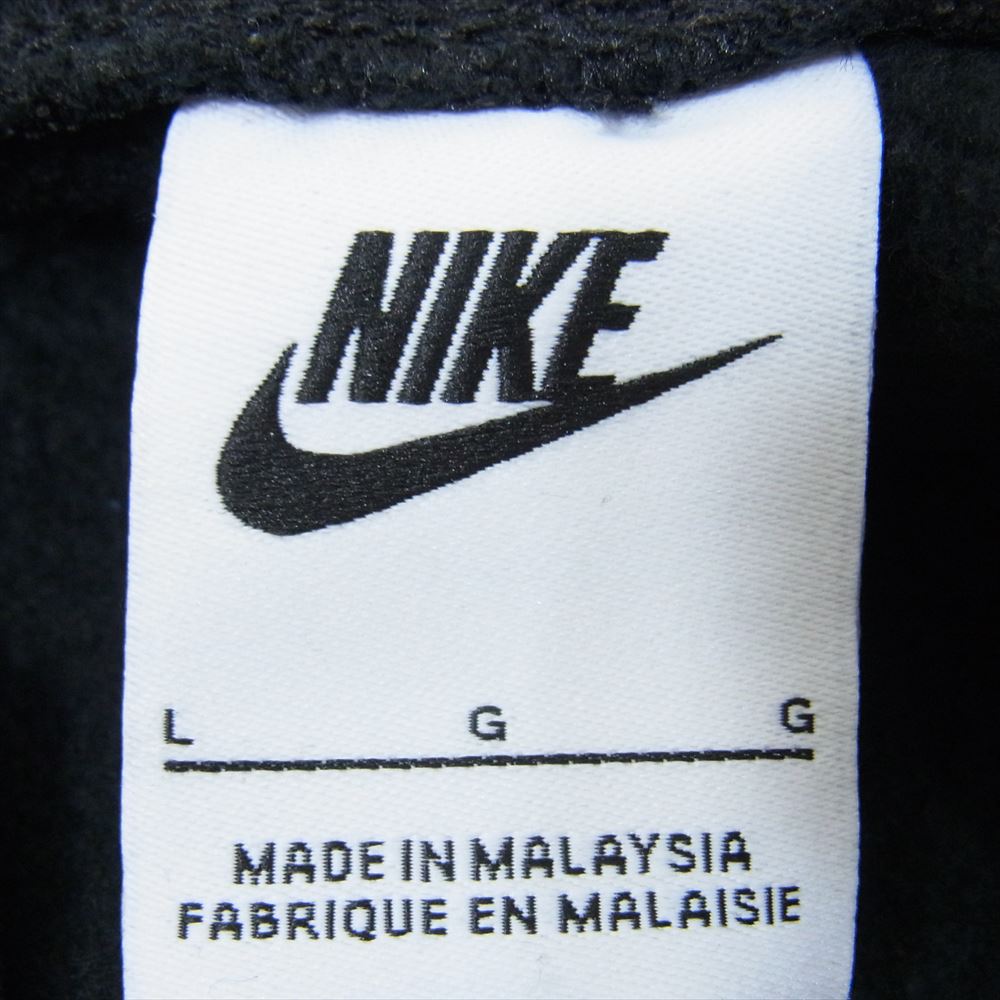 NIKE
L G G
MADE IN MALAYSIA
FABRIQUE EN MALAISIE